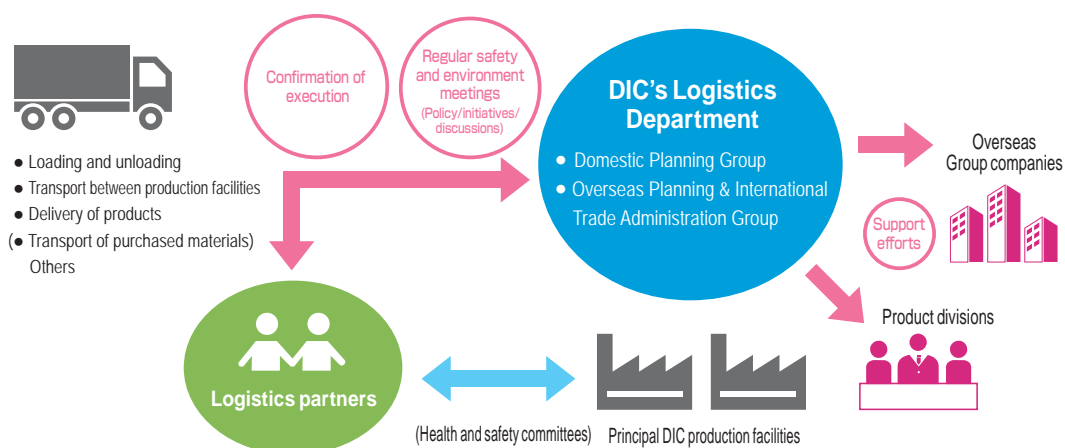 Confirmation of
execution
Regular safety
and environment
meetings
(Policy/initiatives/
discussions)
DIC's Logistics
Department
● Domestic Planning Group
● Overseas Planning & International
Trade Administration Group
Overseas
Group companies
Support
efforts
● Loading and unloading
● Transport between production facilities
● Delivery of products
(● Transport of purchased materials)
Others
Product divisions
Logistics partners
(Health and safety committees)
Principal DIC production facilities